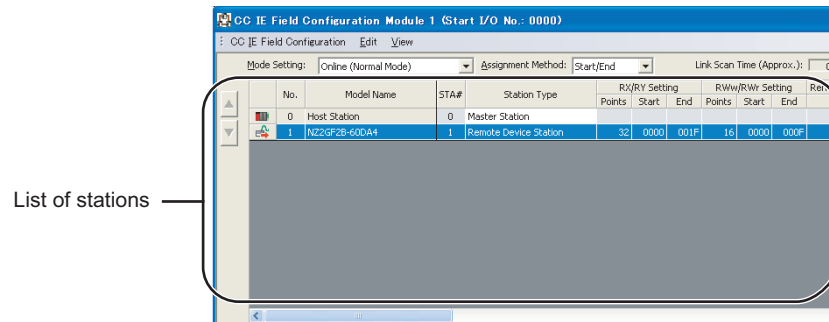 CC IE Field Configuration Module 1 (Start I/O No.: 0000)
CC IE Field Configuration Edit View
Mode Setting: Online (Normal Mode) Assignment Method: Start/End Link Scan Time (Approx.):
No. Model Name STA# Station Type RX/RY Setting RWw/RWr Setting
Points Start End Points Start End
0 Host Station 0 Master Station
1 NZ2GF2B-60DA4 1 Remote Device Station 32 0000 001F 16 0000 000F
List of stations